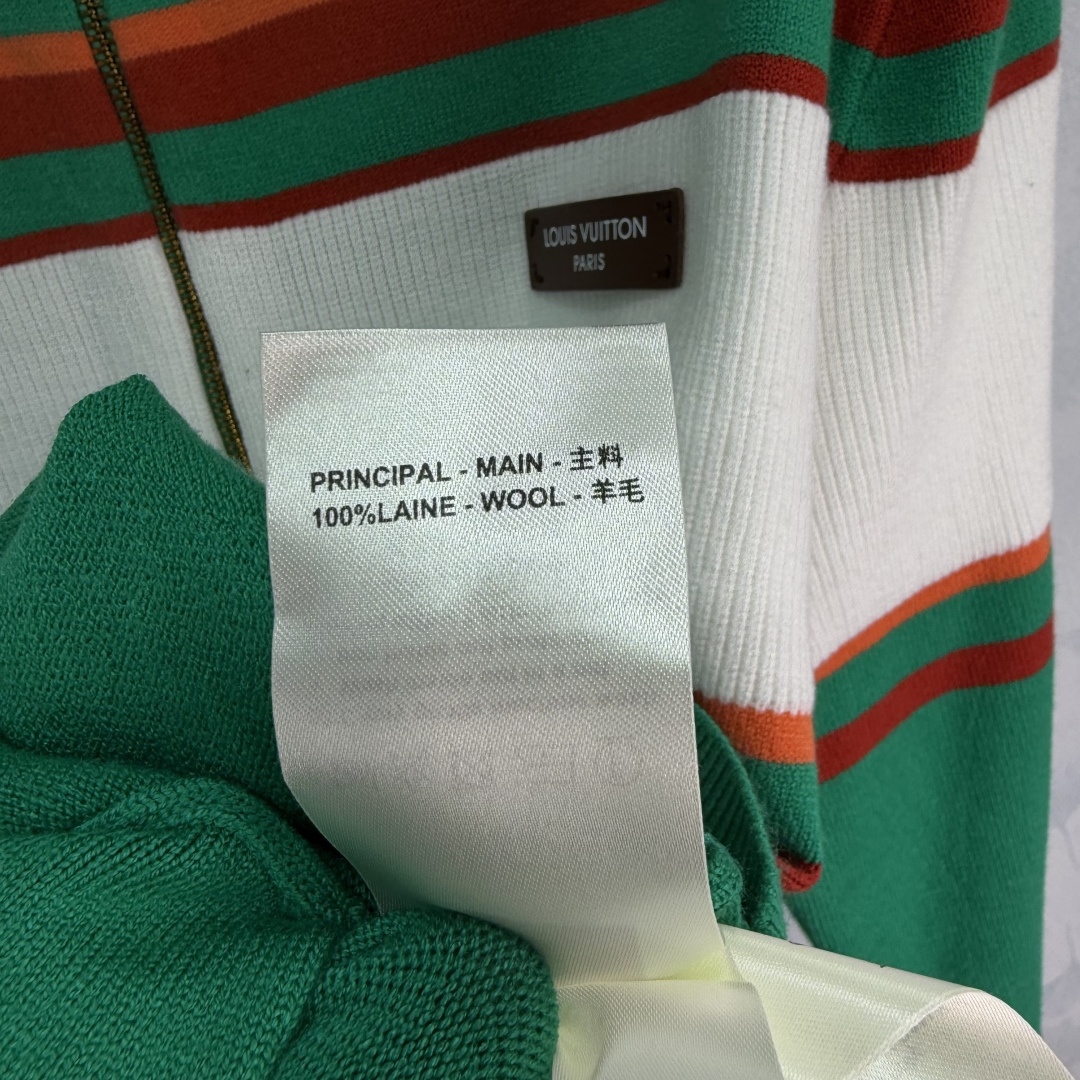 LOUIS VUITTON
PARIS
PRINCIPAL - MAIN - 主料
100%LAINE - WOOL - 羊毛